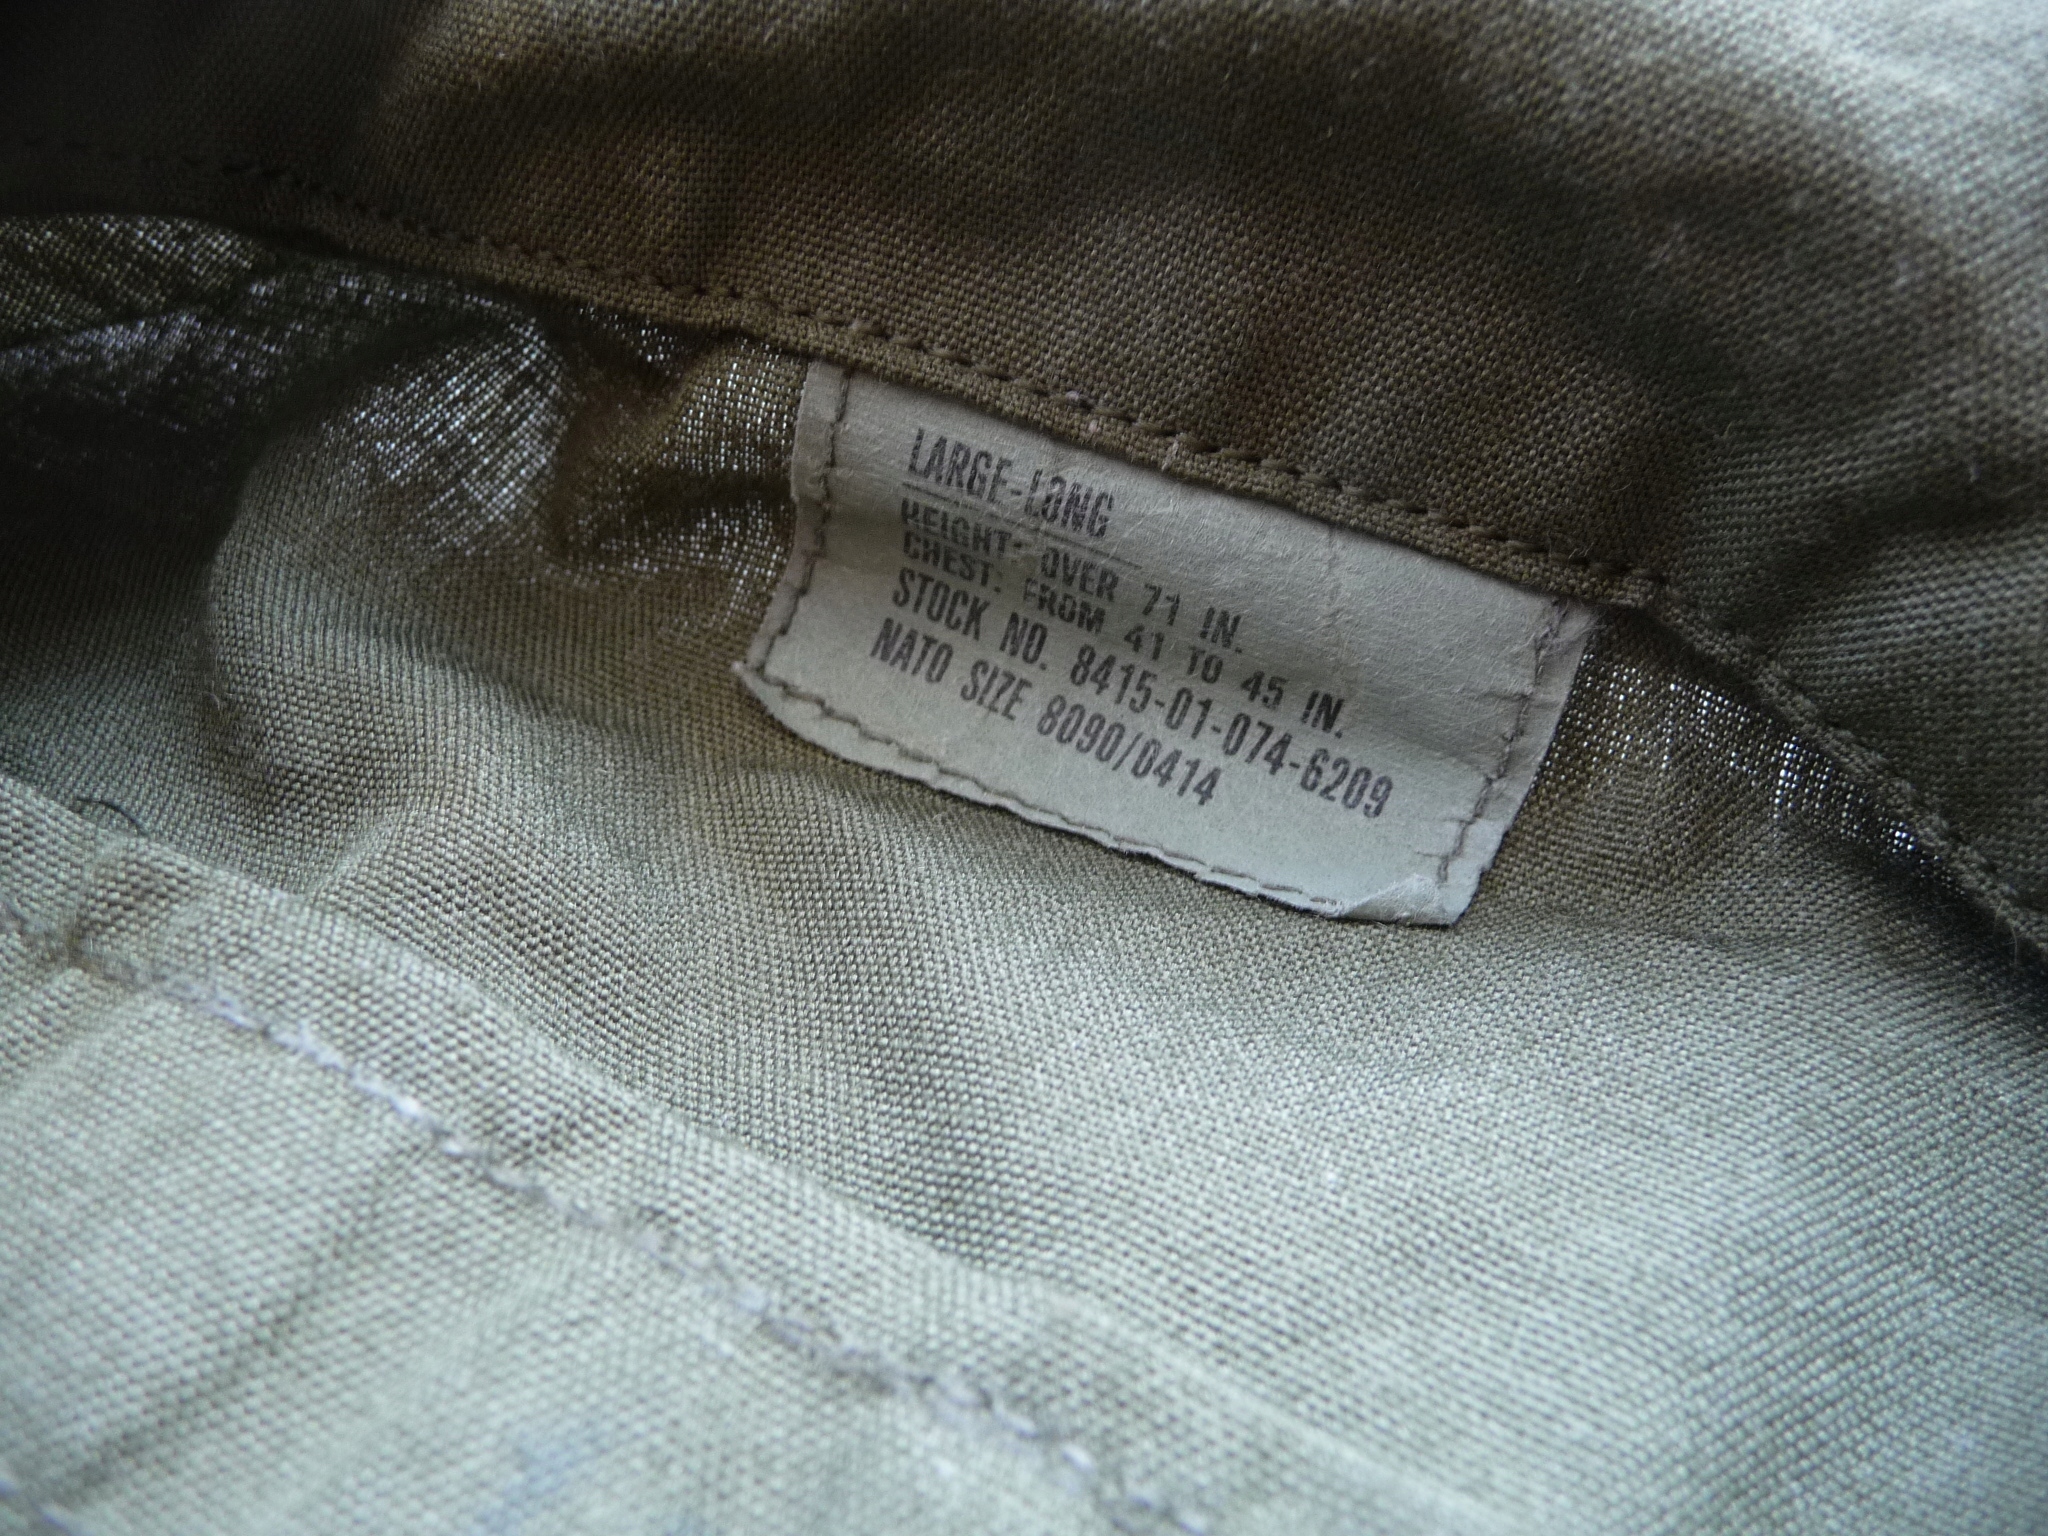 LARGE-LONG
HEIGHT: OVER 71 IN.
CHEST: FROM 41 TO 45 IN.
STOCK NO. 8415-01-074-6209
NATO SIZE 8090/0414